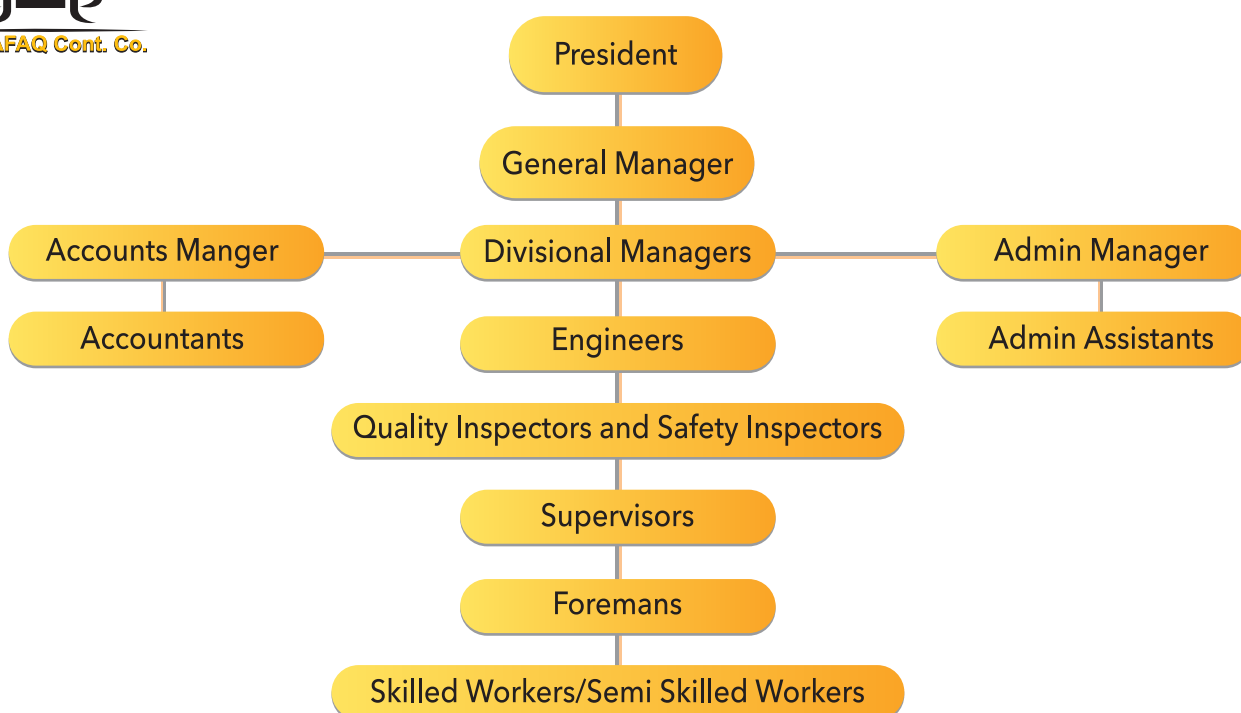 AFAQ Cont. Co.
President
General Manager
Accounts Manger
Divisional Managers
Admin Manager
Accountants
Engineers
Admin Assistants
Quality Inspectors and Safety Inspectors
Supervisors
Foremans
Skilled Workers/Semi Skilled Workers